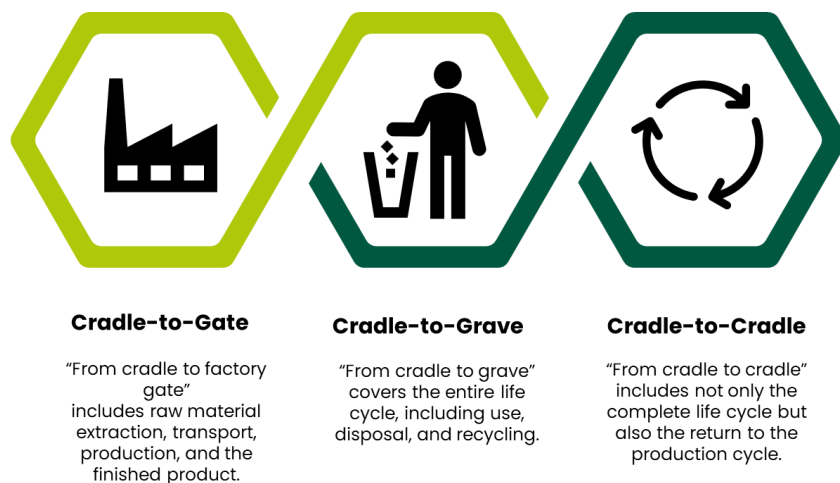 Cradle-to-Gate
“From cradle to factory
gate”
includes raw material
extraction, transport,
production, and the
finished product.
Cradle-to-Grave
“From cradle to grave”
covers the entire life
cycle, including use,
disposal, and recycling.
Cradle-to-Cradle
“From cradle to cradle”
includes not only the
complete life cycle but
also the return to the
production cycle.